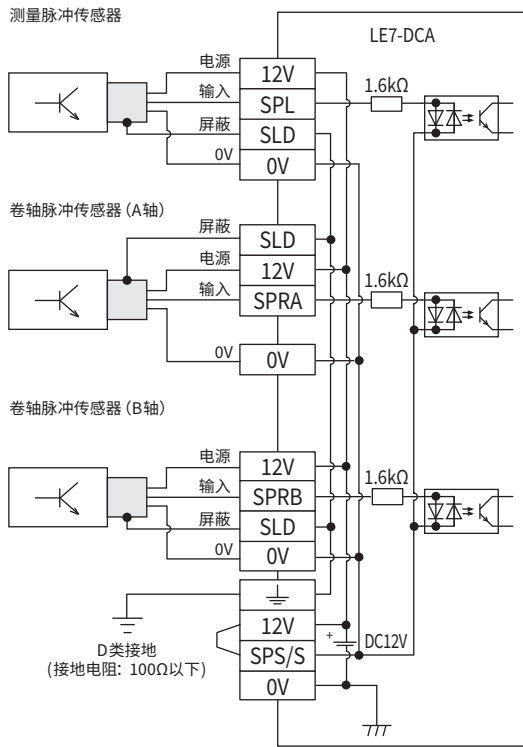 测量脉冲传感器
LE7-DCA
电源
12V
1.6kΩ
输入
SPL
屏蔽
SLD
0V
0V
卷轴脉冲传感器（A轴）
屏蔽
SLD
电源
12V
1.6kΩ
输入
SPRA
0V
0V
卷轴脉冲传感器（B轴）
电源
12V
1.6kΩ
输入
SPRB
屏蔽
SLD
0V
0V
12V
+
DC12V
D类接地
SPS/S
(接地电阻：100Ω以下)
0V